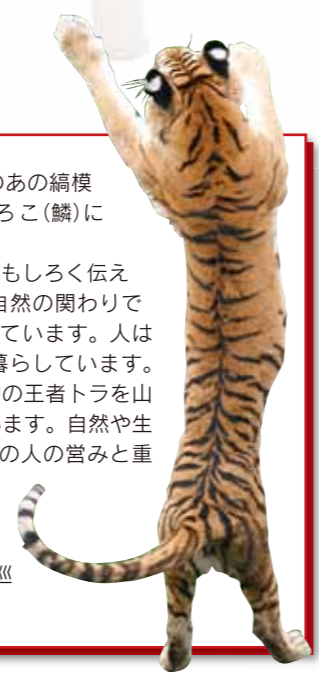 のあの縞模
ろこ(鱗)に
もしろく伝え
自然の関わりで
ています。人は
暮らしています。
の王者トラを山
います。自然や生
の人の営みと重